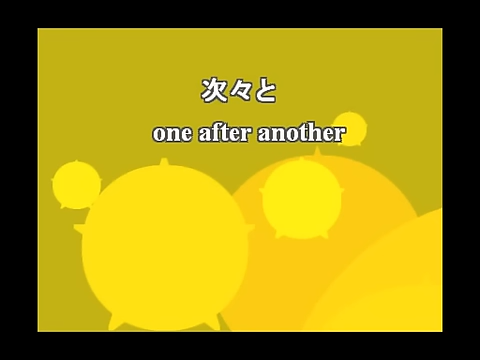 次々と
one after another